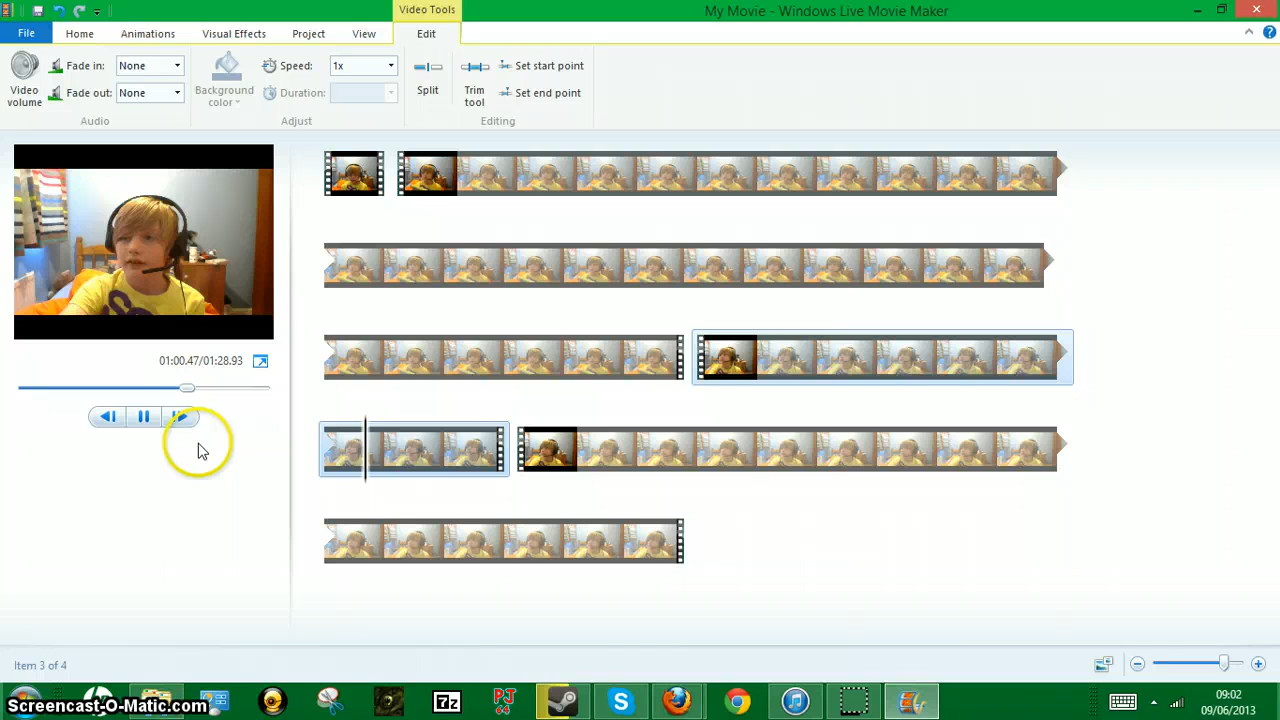 Video Tools
My Movie - Windows Live Movie Maker
File Home Animations Visual Effects Project View Edit
Video volume
Fade in: None
Fade out: None
Background color
Speed: 1x
Duration:
Split
Trim tool
Set start point
Set end point
Audio
Adjust
Editing
01:00.47/01:28.93
Item 3 of 4
7z
PJ
64
09:02
09/06/2013
Screencast-O-Matic.com